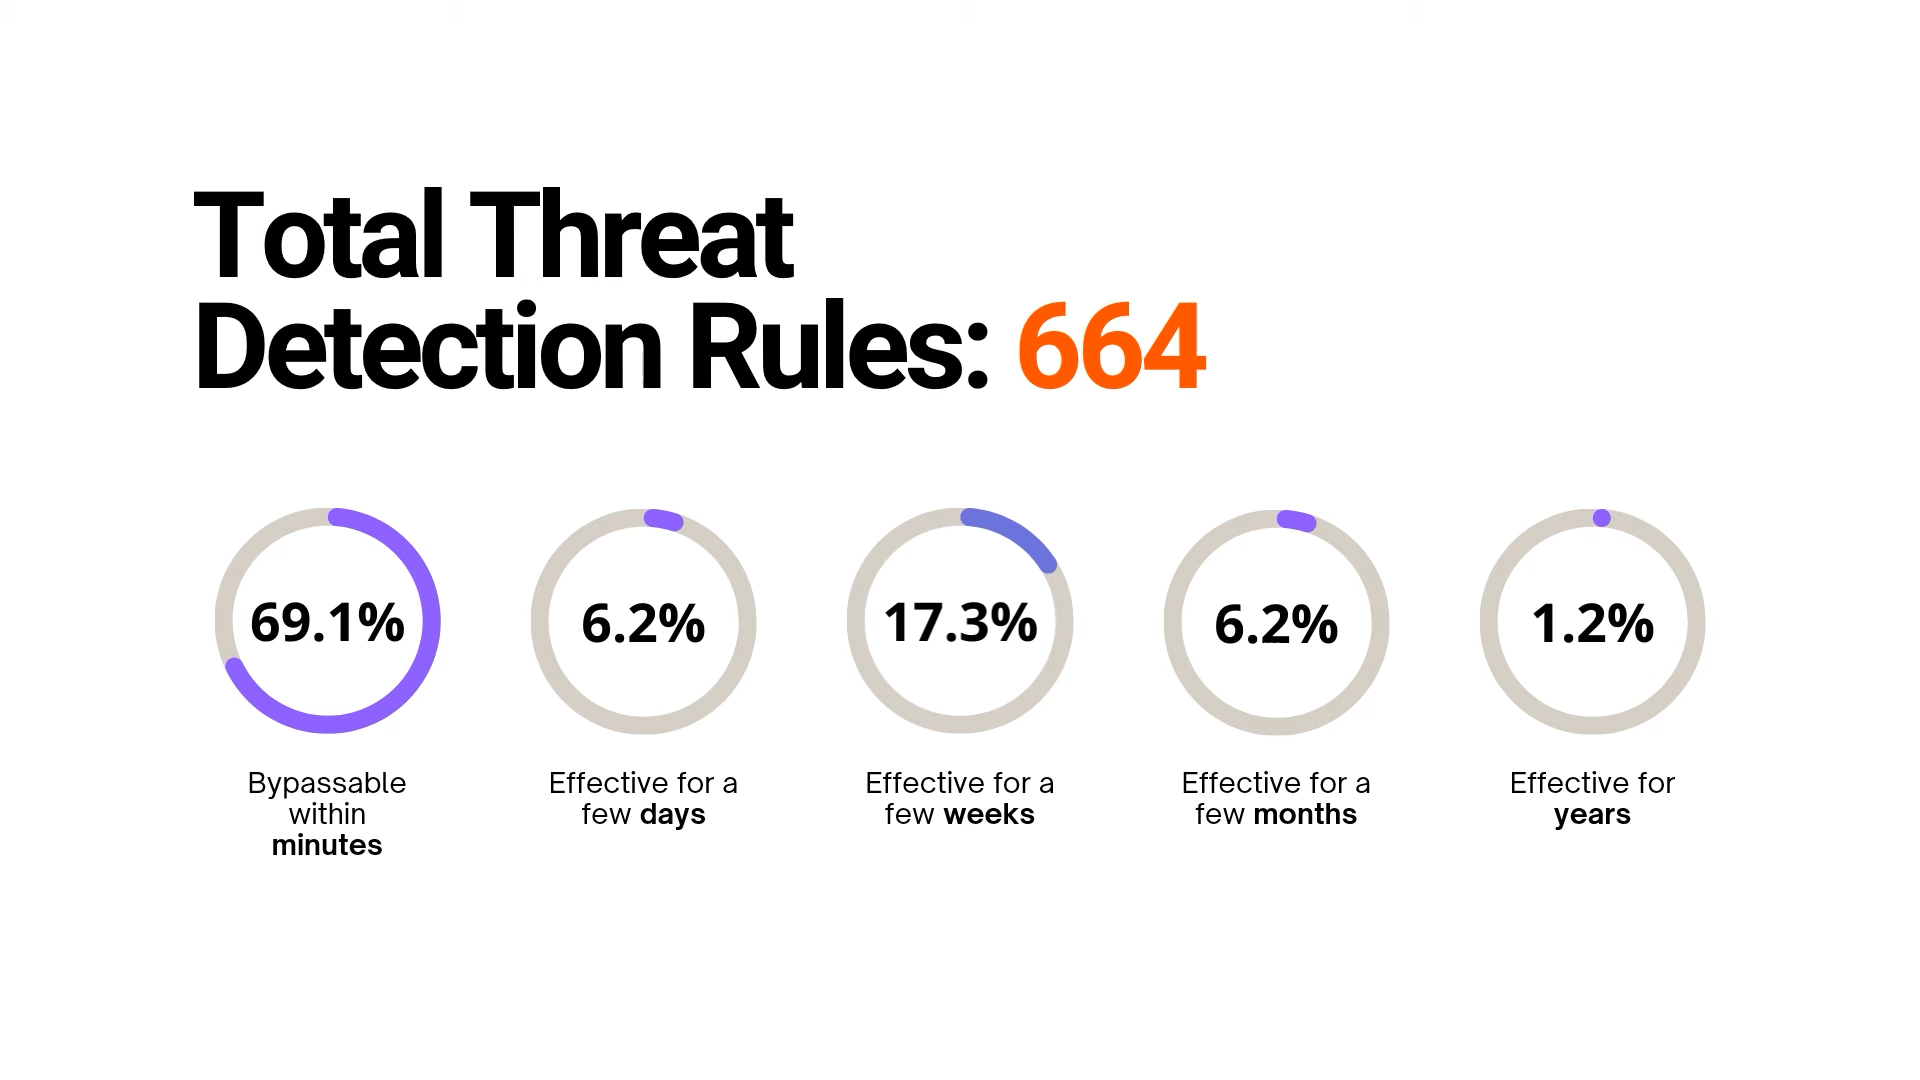 Total Threat
Detection Rules: 664
69.1%
6.2%
17.3%
6.2%
1.2%
Bypassable
within
minutes
Effective for a
few days
Effective for a
few weeks
Effective for a
few months
Effective for
years